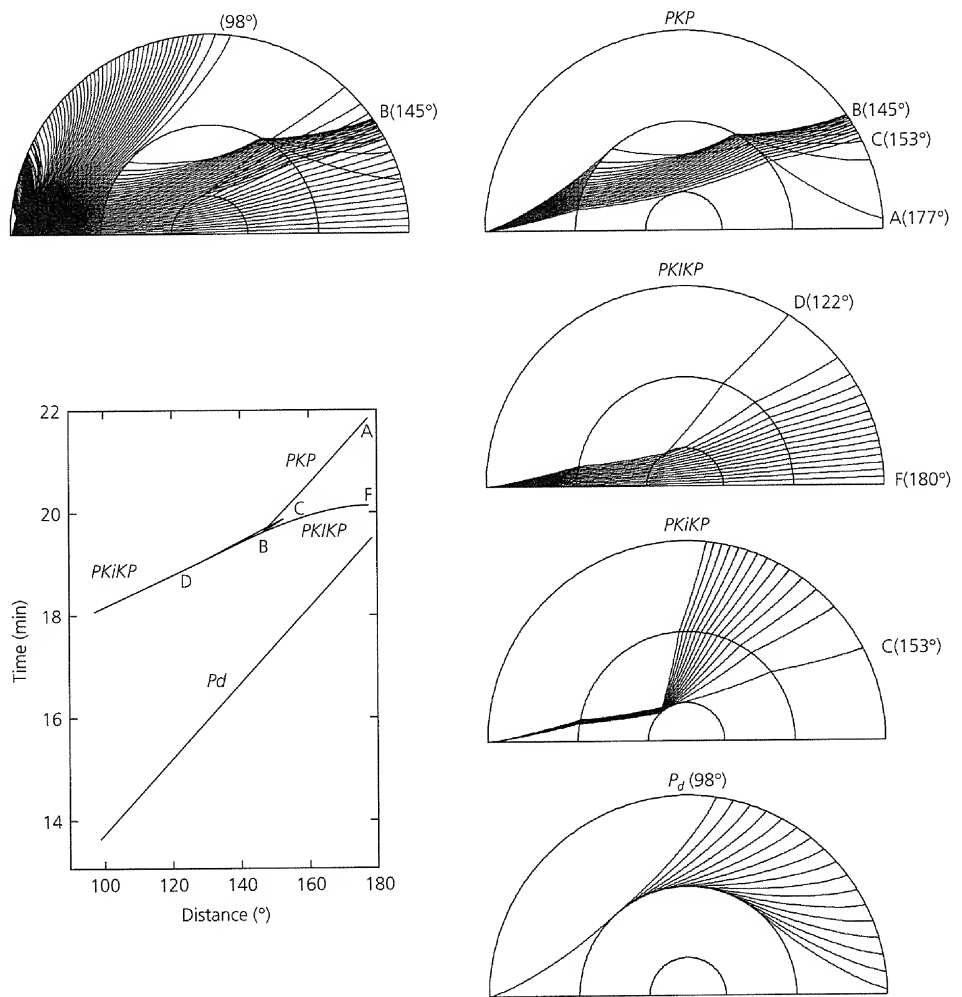 (98°)
B(145°)
PKP
B(145°)
C(153°)
A(177°)
PKIKP
D(122°)
F(180°)
PKiKP
C(153°)
Pd (98°)
22
20
18
16
14
Time (min)
100
120
140
160
180
Distance (°)
A
PKP
F
C
PKIKP
B
PKiKP
D
Pd